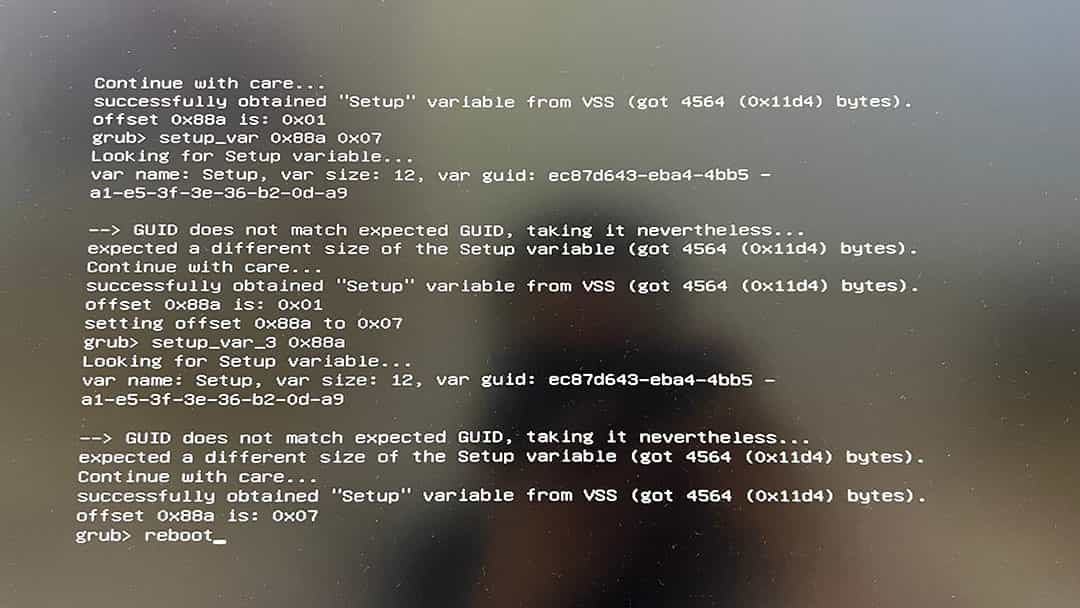 Continue with care...
successfully obtained "Setup" variable from VSS (got 4564 (0x11d4) bytes).
offset 0x88a is: 0x01
grub> setup_var 0x88a 0x07
Looking for Setup variable...
var name: Setup, var size: 12, var guid: ec87d643-eba4-4bb5 -
a1-e5-3f-3e-36-b2-0d-a9
--> GUID does not match expected GUID, taking it nevertheless...
expected a different size of the Setup variable (got 4564 (0x11d4) bytes).
Continue with care...
successfully obtained "Setup" variable from VSS (got 4564 (0x11d4) bytes).
offset 0x88a is: 0x01
setting offset 0x88a to 0x07
grub> setup_var_3 0x88a
Looking for Setup variable...
var name: Setup, var size: 12, var guid: ec87d643-eba4-4bb5 -
a1-e5-3f-3e-36-b2-0d-a9
--> GUID does not match expected GUID, taking it nevertheless...
expected a different size of the Setup variable (got 4564 (0x11d4) bytes).
Continue with care...
successfully obtained "Setup" variable from VSS (got 4564 (0x11d4) bytes).
offset 0x88a is: 0x07
grub> reboot_